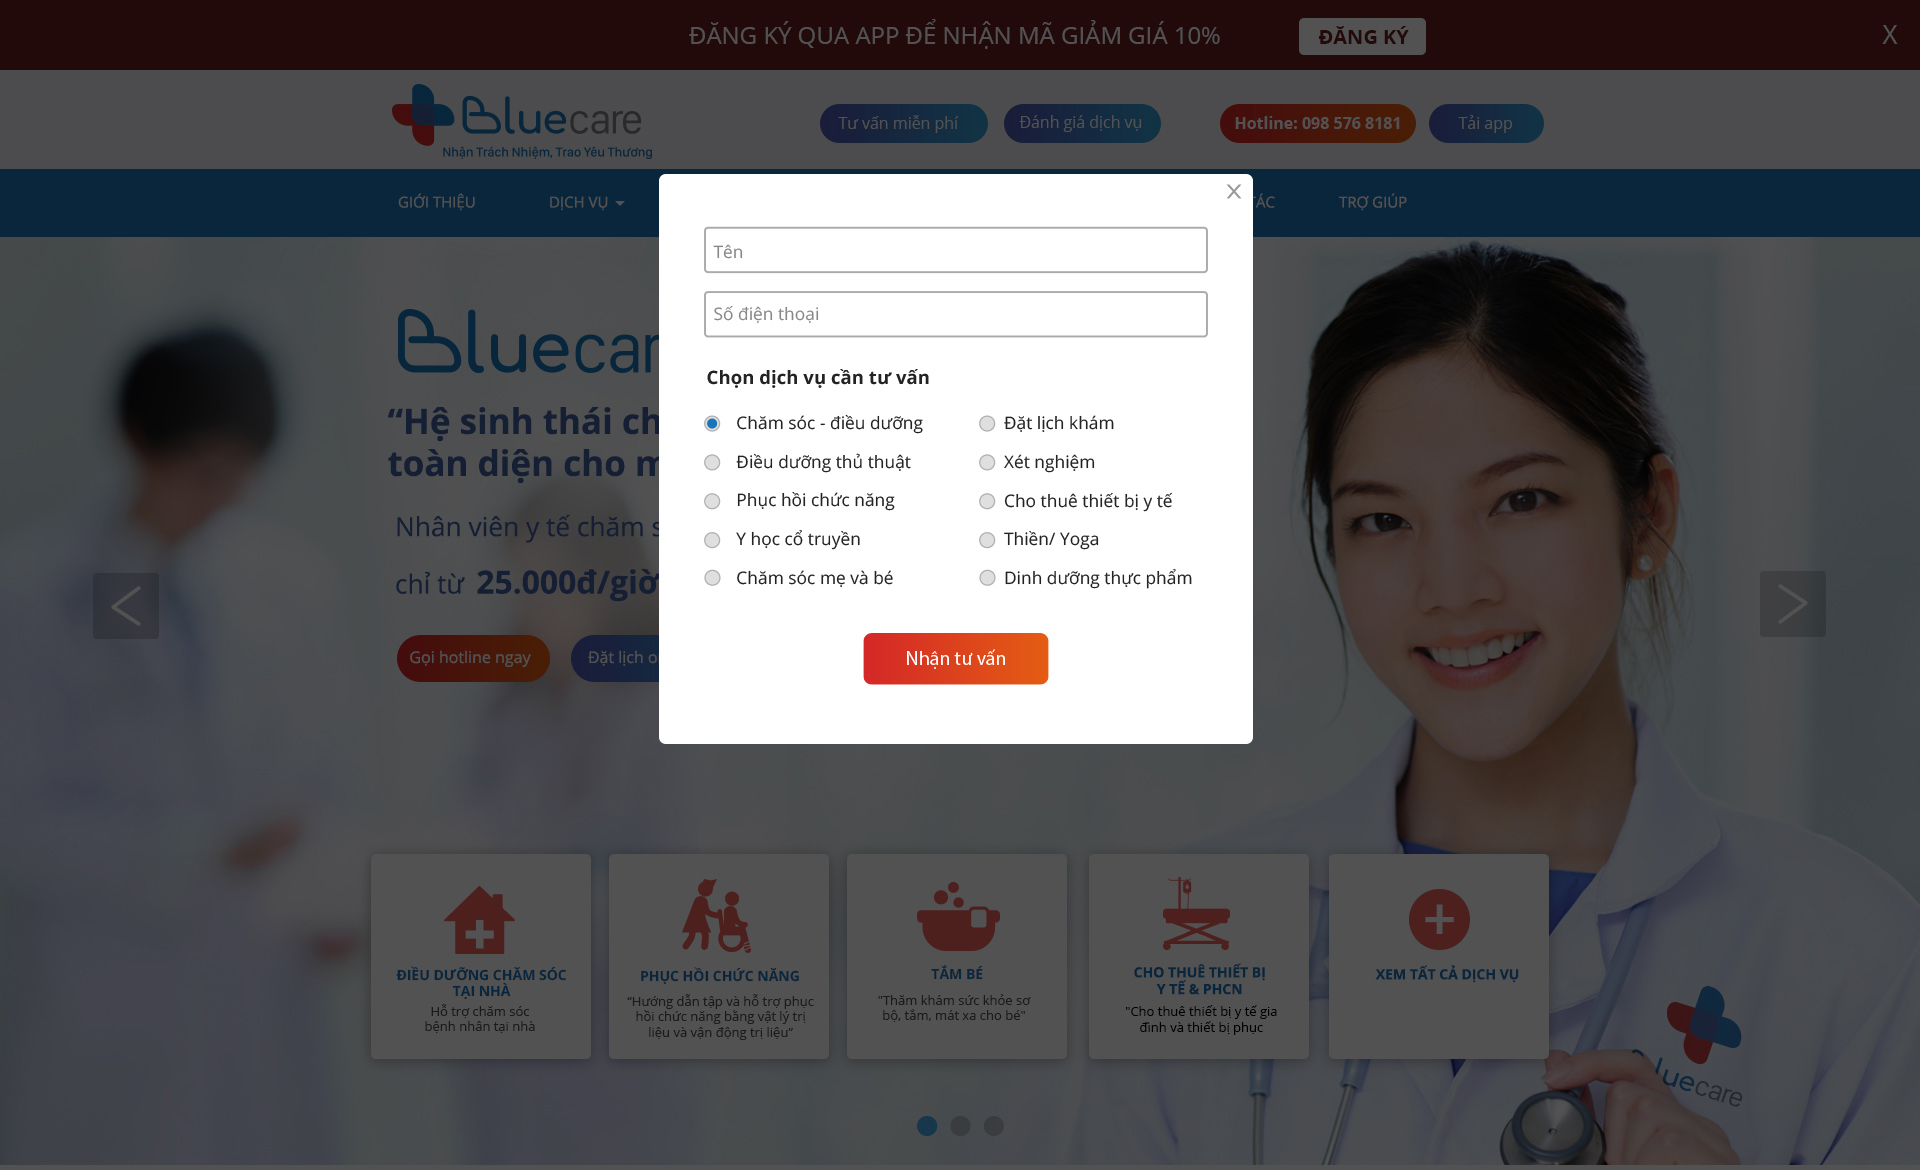 ĐĂNG KÝ QUA APP ĐỂ NHẬN MÃ GIẢM GIÁ 10%
ĐĂNG KÝ
X
Bluecare
Nhận Trách Nhiệm, Trao Yêu Thương
Tư vấn miễn phí
Đánh giá dịch vụ
Hotline: 098 576 8181
Tải app
GIỚI THIỆU
DỊCH VỤ
TÁC
TRỢ GIÚP
X
Tên
Số điện thoại
Chọn dịch vụ cần tư vấn
Chăm sóc - điều dưỡng
Đặt lịch khám
Điều dưỡng thủ thuật
Xét nghiệm
Phục hồi chức năng
Cho thuê thiết bị y tế
Y học cổ truyền
Thiền/ Yoga
Chăm sóc mẹ và bé
Dinh dưỡng thực phẩm
Nhận tư vấn
Bluecar
“Hệ sinh thái ch
toàn diện cho m
Nhân viên y tế chăm s
chỉ từ 25.000đ/giờ
Gọi hotline ngay
Đặt lịch o
ĐIỀU DƯỠNG CHĂM SÓC
TẠI NHÀ
Hỗ trợ chăm sóc
bệnh nhân tại nhà
PHỤC HỒI CHỨC NĂNG
“Hướng dẫn tập và hỗ trợ phục
hồi chức năng bằng vật lý trị
liệu và vận động trị liệu”
TẮM BÉ
"Thăm khám sức khỏe sơ
bộ, tắm, mát xa cho bé"
CHO THUÊ THIẾT BỊ
Y TẾ & PHCN
"Cho thuê thiết bị y tế gia
đình và thiết bị phục
XEM TẤT CẢ DỊCH VỤ
luecare